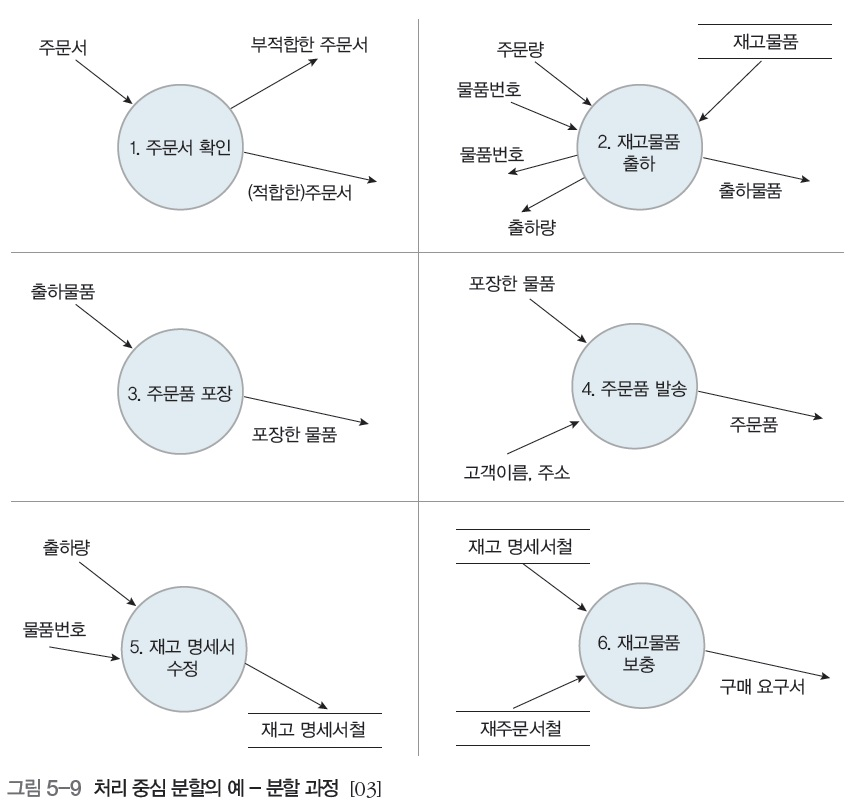 주문서
부적합한 주문서
1. 주문서 확인
(적합한)주문서
주문량
재고물품
물품번호
2. 재고물품
출하
물품번호
출하물품
출하량
출하물품
3. 주문품 포장
포장한 물품
포장한 물품
4. 주문품 발송
주문품
고객이름, 주소
출하량
물품번호
5. 재고 명세서
수정
재고 명세서철
재고 명세서철
6. 재고물품
보충
구매 요구서
재주문서철
그림 5-9 처리 중심 분할의 예 – 분할 과정 [03]